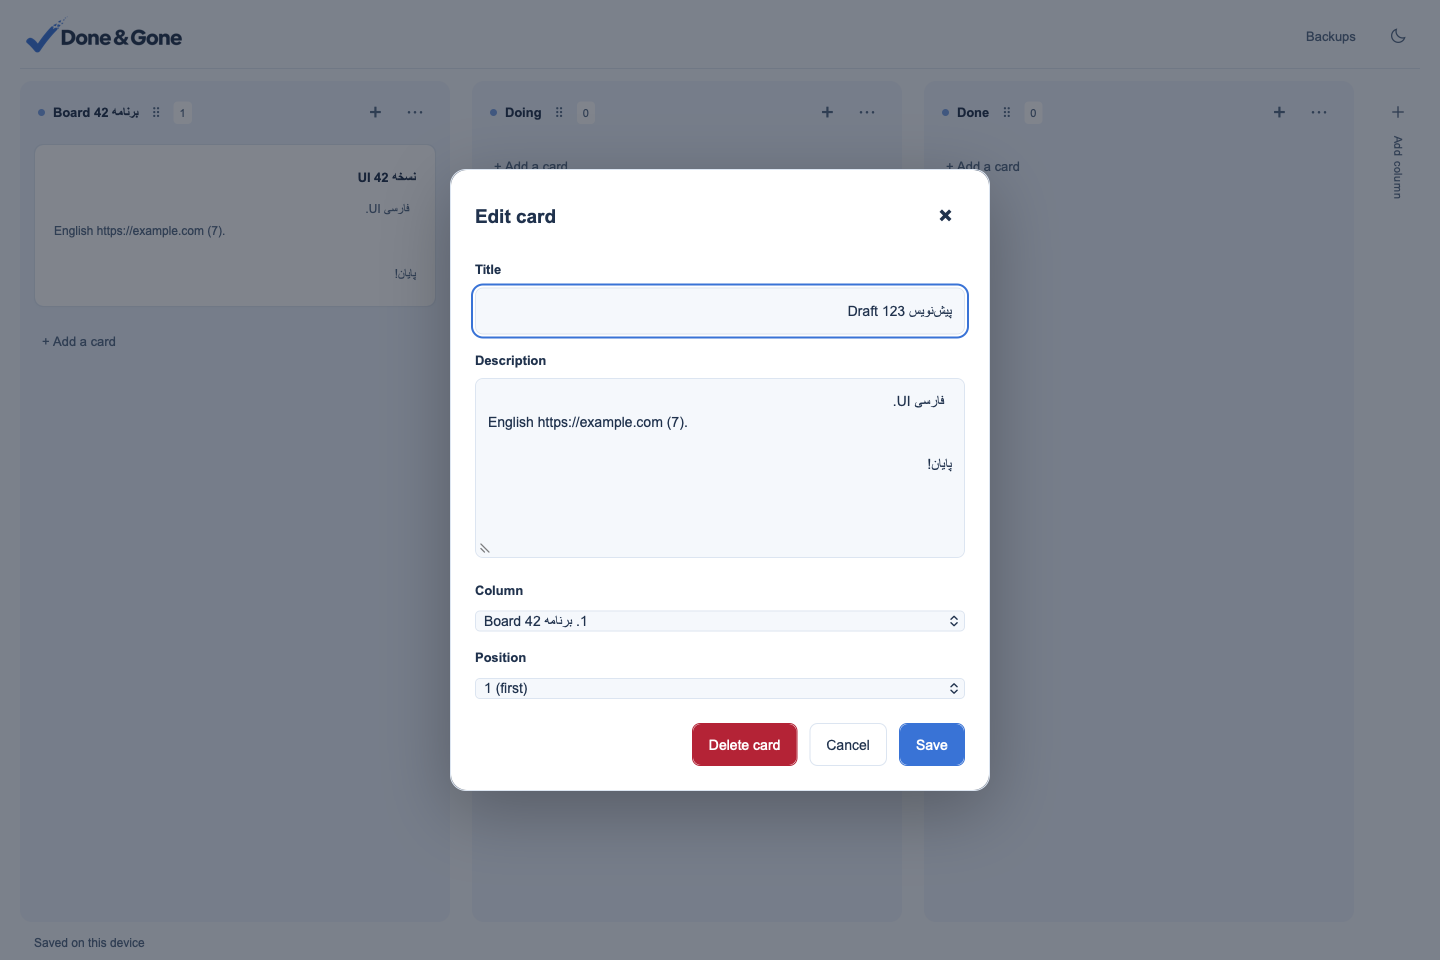 Done & Gone
Backups
برنامه Board 42
1
نسخه UI 42
فارسی UI.
English https://example.com (7).
پایان!
+ Add a card
Doing
0
+ Add a card
Done
0
+ Add a card
Add column
Edit card
Title
پیش‌نویس Draft 123
Description
فارسی UI.
English https://example.com (7).
پایان!
Column
1. برنامه Board 42
Position
1 (first)
Delete card
Cancel
Save
Saved on this device